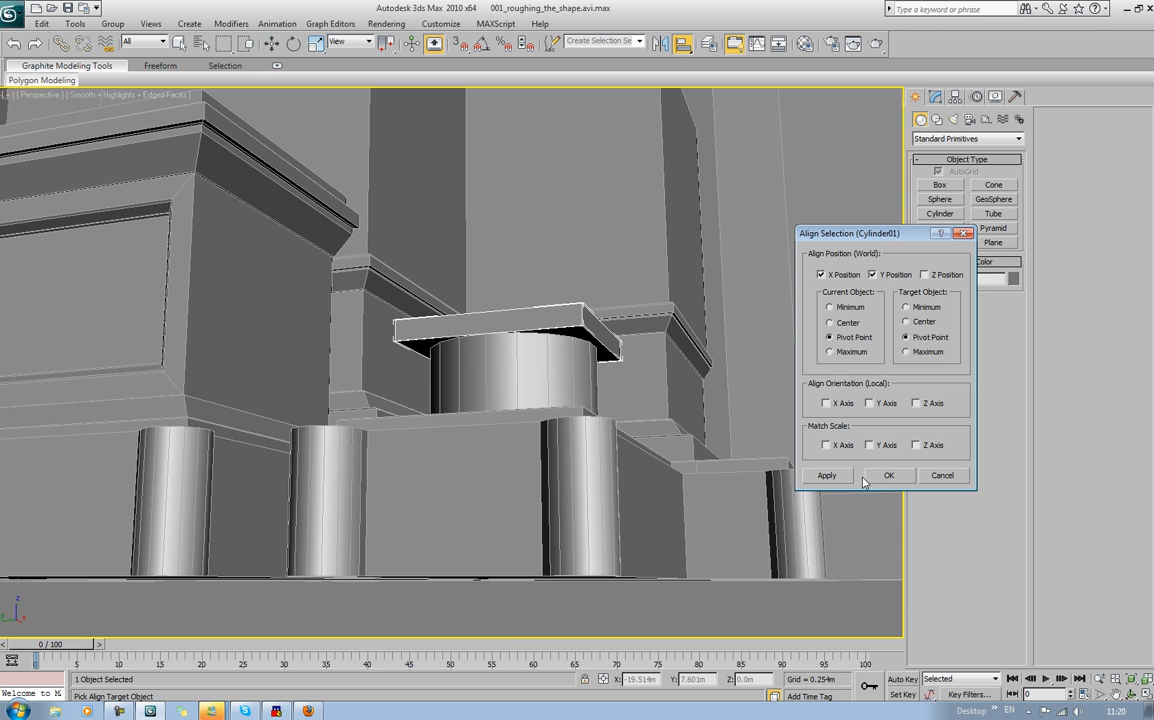 Autodesk 3ds Max 2010 x64 001_roughing_the_shape.avi.max
Type a keyword or phrase
Edit Tools Group Views Create Modifiers Animation Graph Editors Rendering Customize MAXScript Help
All View Create Selection Se
Graphite Modeling Tools Freeform Selection
Polygon Modeling
[ + ] [ Perspective ] [ Smooth + Highlights + Edged Faces ]
Standard Primitives
- Object Type
AutoGrid
Box Cone
Sphere GeoSphere
Cylinder Tube
Pyramid
Plane
Color
Align Selection (Cylinder01)
Align Position (World):
X Position Y Position Z Position
Current Object: Target Object:
Minimum Minimum
Center Center
Pivot Point Pivot Point
Maximum Maximum
Align Orientation (Local):
X Axis Y Axis Z Axis
Match Scale:
X Axis Y Axis Z Axis
Apply OK Cancel
z
x
y
< 0 / 100 >
0 5 10 15 20 25 30 35 40 45 50 55 60 65 70 75 80 85 90 95 100
1 Object Selected X: -19.514m Y: 7.601m Z: 0.0m Grid = 0.254m Auto Key Selected
Welcome to M Pick Align Target Object Add Time Tag Set Key Key Filters... 0
Desktop » EN 11:20